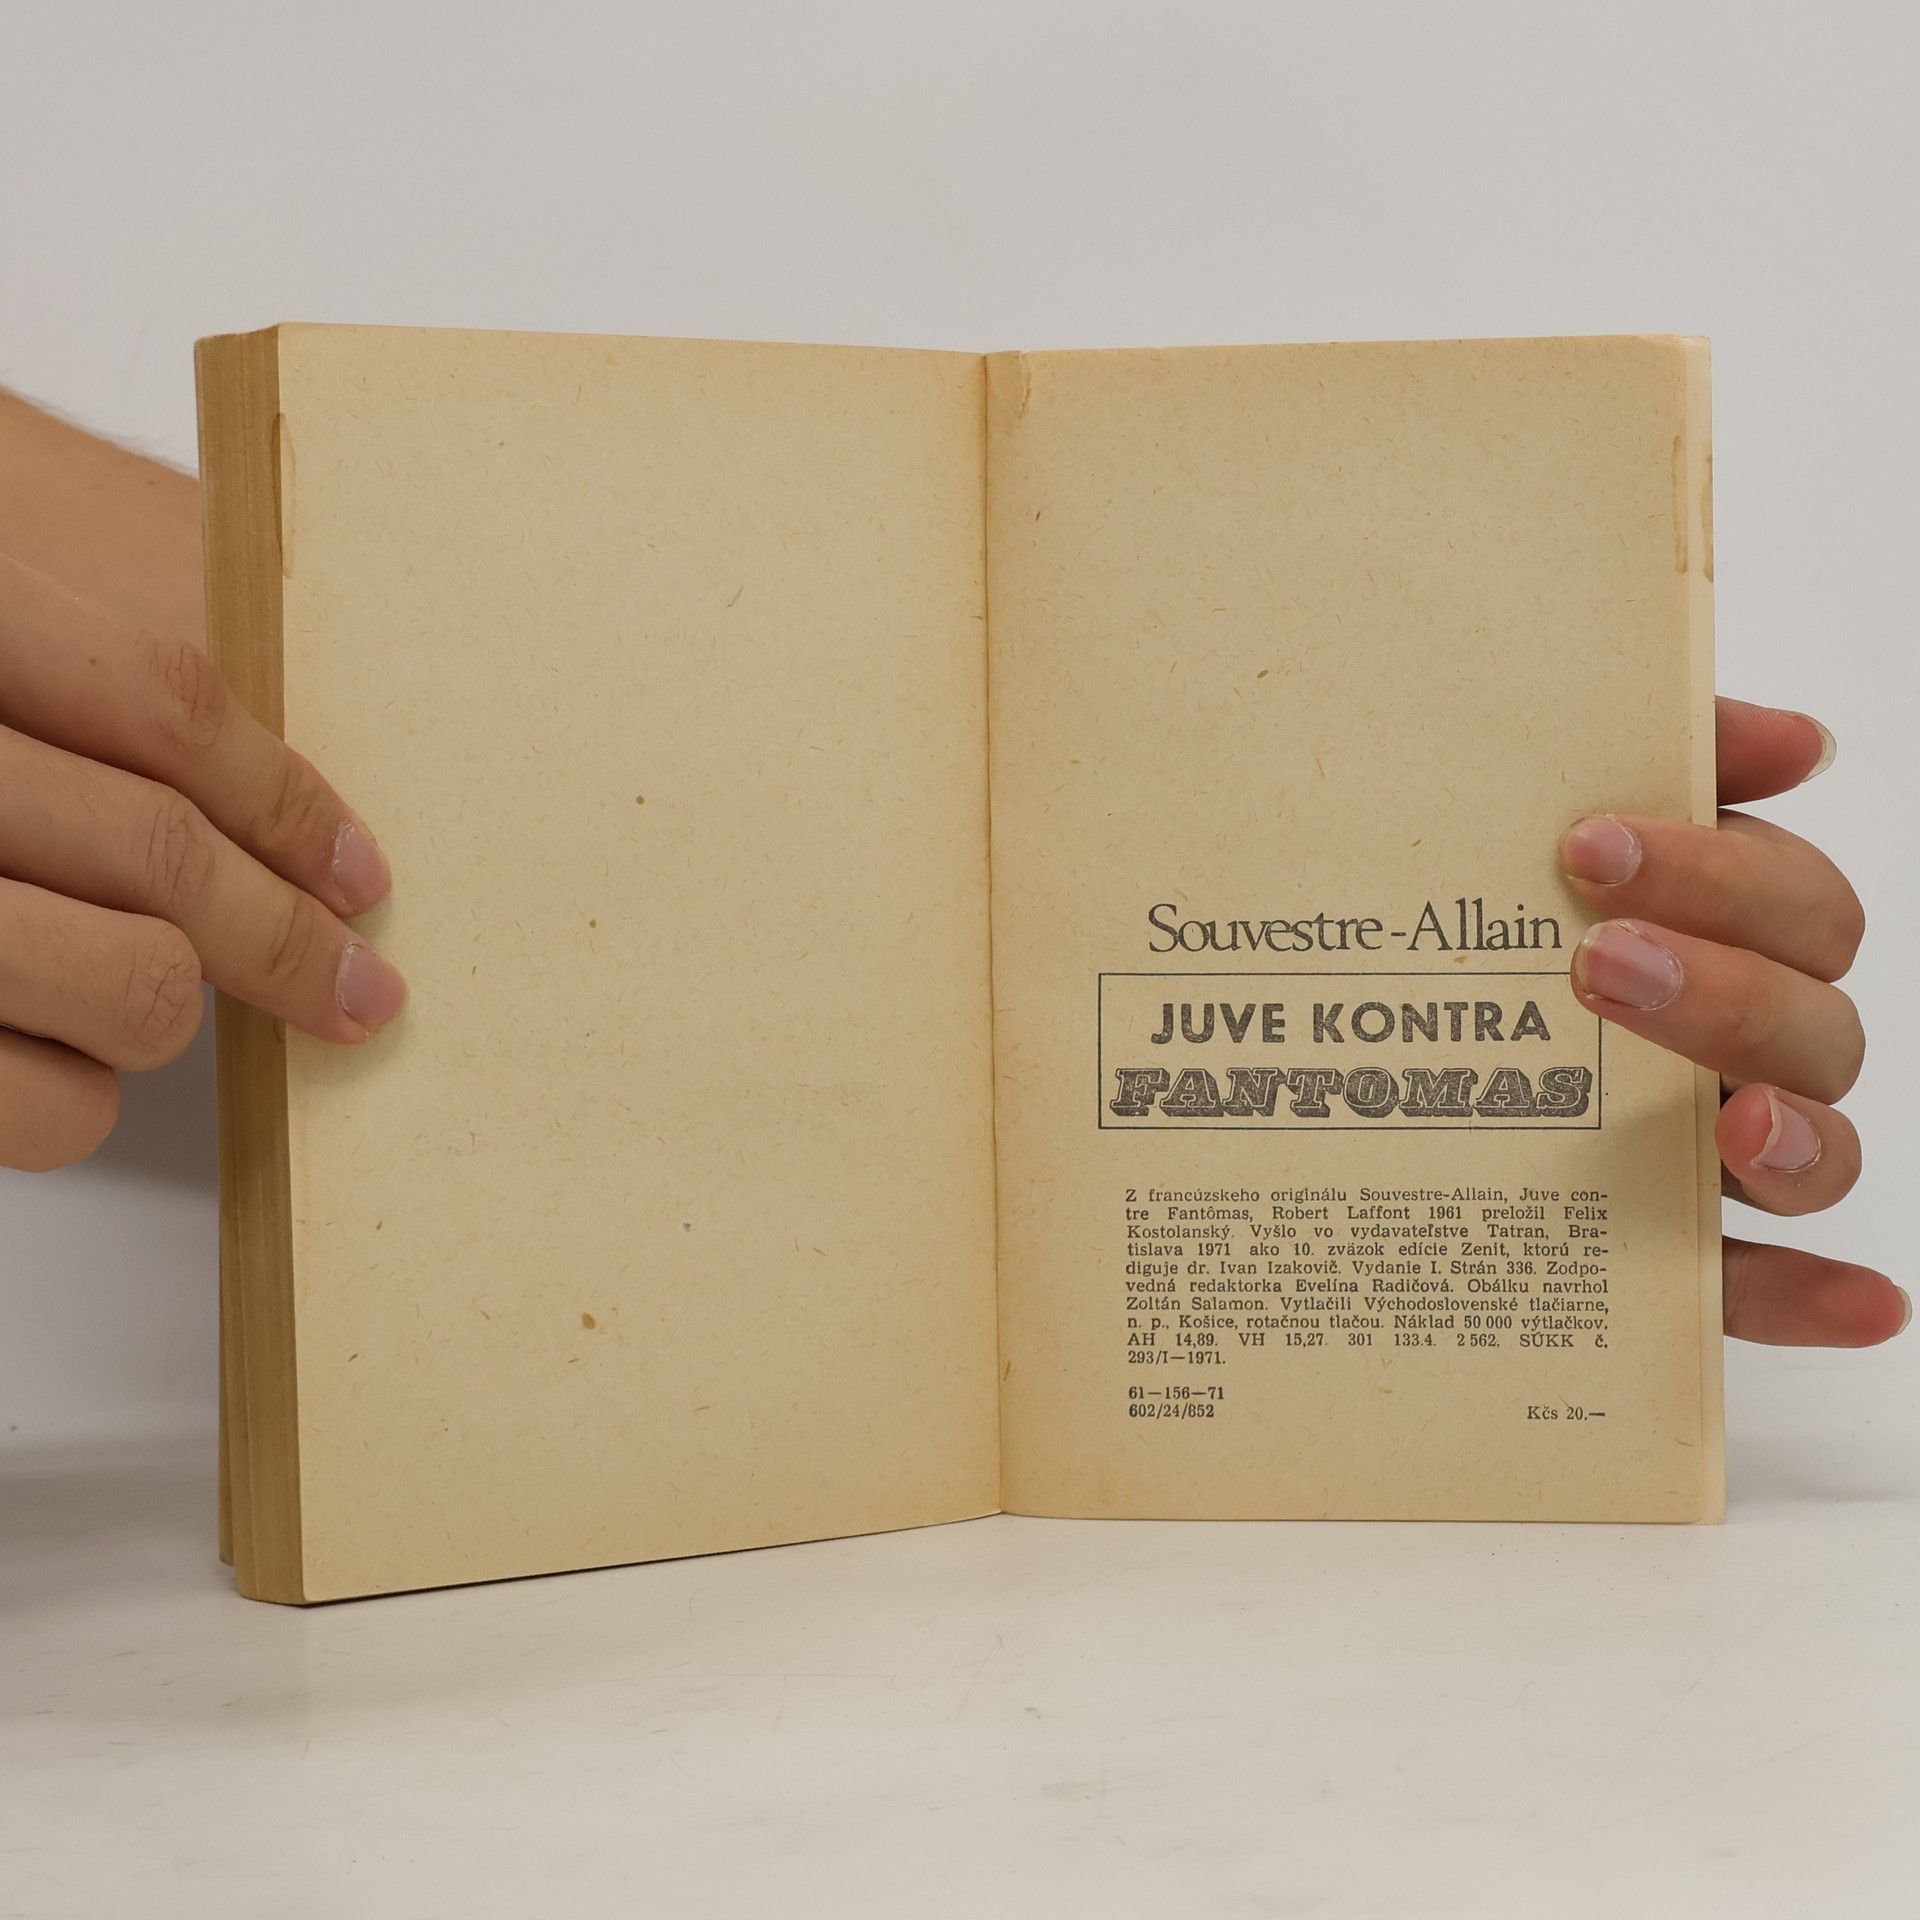 Souvestre-Allain
JUVE KONTRA
FANTOMAS
Z francúzskeho originálu Souvestre-Allain, Juve con-
tre Fantômas, Robert Laffont 1961 preložil Felix
Kostolanský. Vyšlo vo vydavateľstve Tatran, Bra-
tislava 1971 ako 10. zväzok edície Zenit, ktorú re-
diguje dr. Ivan Izakovič. Vydanie I. Strán 336. Zodpo-
vedná redaktorka Evelína Radičová. Obálku navrhol
Zoltán Salamon. Vytlačili Východoslovenské tlačiarne,
n. p., Košice, rotačnou tlačou. Náklad 50 000 výtlačkov.
AH 14,89. VH 15,27. 301 133.4. 2 562. SÚKK č.
293/I—1971.
61—156—71
602/24/852
Kčs 20.—